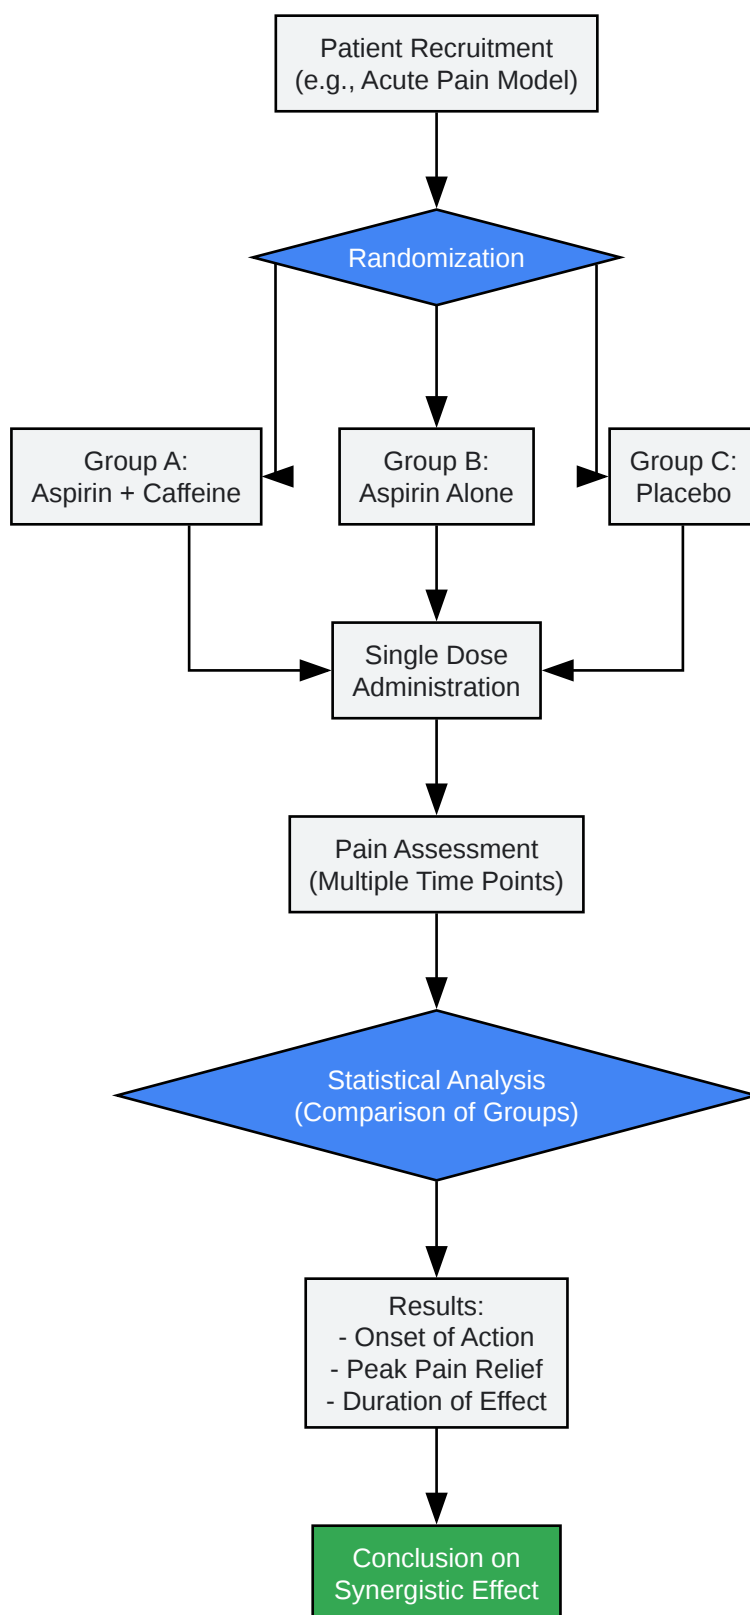 Patient Recruitment
(e.g., Acute Pain Model)
Randomization
Group A:
Aspirin + Caffeine
Group B:
Aspirin Alone
Group C:
Placebo
Single Dose
Administration
Pain Assessment
(Multiple Time Points)
Statistical Analysis
(Comparison of Groups)
Results:
- Onset of Action
- Peak Pain Relief
- Duration of Effect
Conclusion on
Synergistic Effect